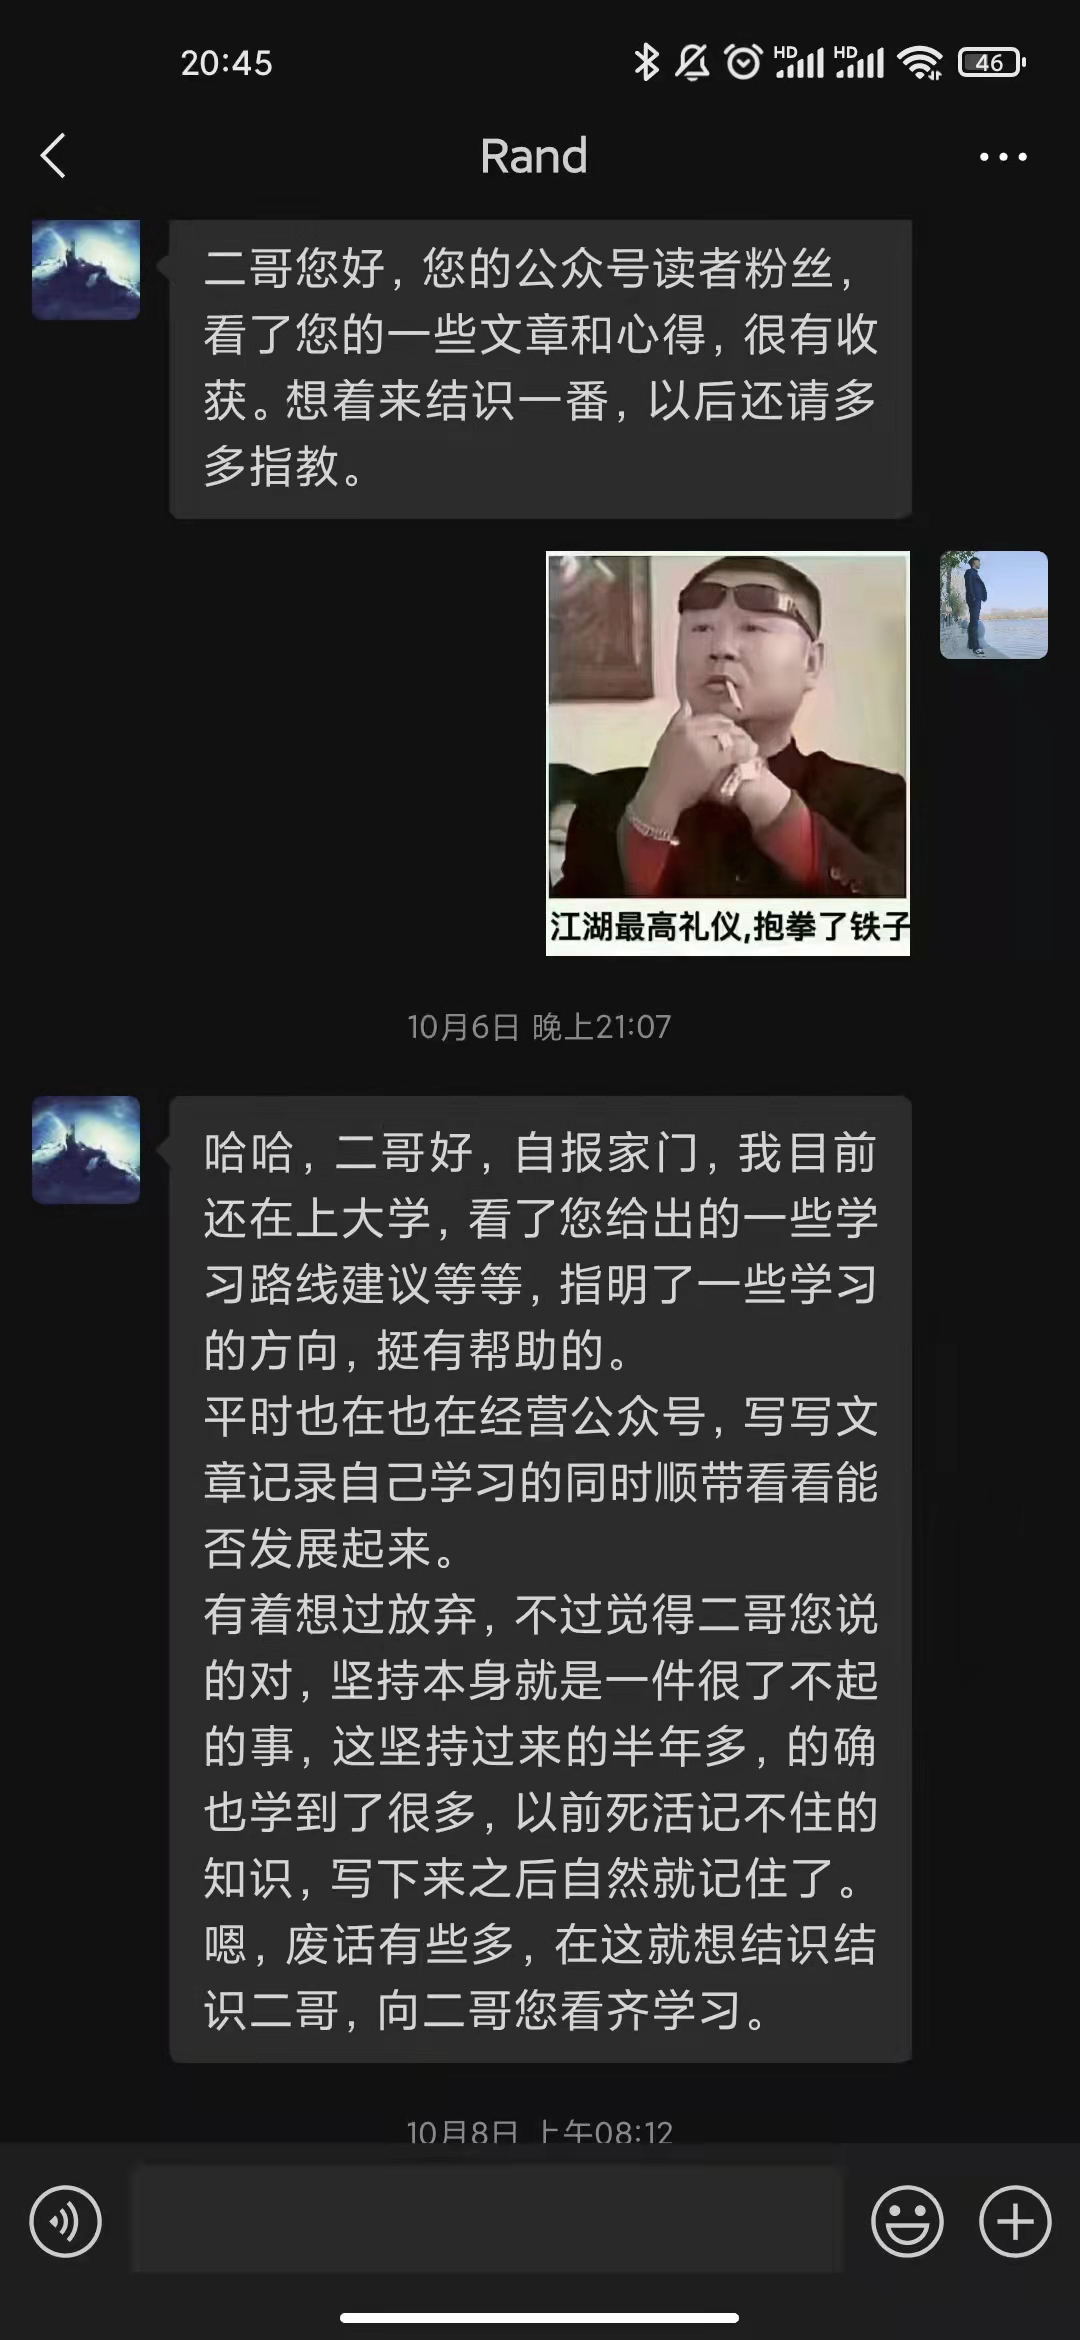 20:45
HD HD 46
Rand
二哥您好，您的公众号读者粉丝，
看了您的一些文章和心得，很有收
获。想着来结识一番，以后还请多
多指教。
江湖最高礼仪,抱拳了铁子
10月6日 晚上21:07
哈哈，二哥好，自报家门，我目前
还在上大学，看了您给出的一些学
习路线建议等等，指明了一些学习
的方向，挺有帮助的。
平时也在也在经营公众号，写写文
章记录自己学习的同时顺带看看能
否发展起来。
有着想过放弃，不过觉得二哥您说
的对，坚持本身就是一件很了不起
的事，这坚持过来的半年多，的确
也学到了很多，以前死活记不住的
知识，写下来之后自然就记住了。
嗯，废话有些多，在这就想结识结
识二哥，向二哥您看齐学习。
10月8日 上午08:12